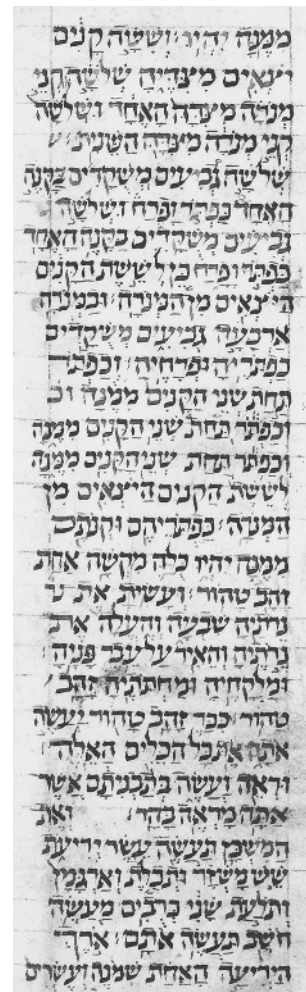 ממנה יהיו׃ וששה קנים
יצאים מצדיה שלשה קני
מנרה מצדה האחד ושלשה
קני מנרה מצדה השנית׃
שלשה גביעים משקדים בקנה
האחד כפתר ופרח ושלשה
גביעים משקדים בקנה האחד
כפתר ופרח כן לששת הקנים
היצאים מן המנרה׃ ובמנרה
ארבעה גביעים משקדים
כפתריה ופרחיה׃ וכפתר
תחת שני הקנים ממנה וכ
וכפתר תחת שני הקנים ממנה
וכפתר תחת שני הקנים ממנה
לששת הקנים היצאים מן
המנרה׃ כפתריהם וקנתם
ממנה יהיו כלה מקשה אחת
זהב טהור׃ ועשית את נר
נרתיה שבעה והעלה את
נרתיה והאיר על עבר פניה׃
ומלקחיה ומחתתיה זהב
טהור׃ ככר זהב טהור יעשה
אתה את כל הכלים האלה׃
וראה ועשה בתבניתם אשר
אתה מראה בהר׃ ואת
המשכן תעשה עשר יריעת
שש משזר ותכלת וארגמן
ותלעת שני כרבים מעשה
חשב תעשה אתם׃ ארך
היריעה האחת שמנה ועשרים